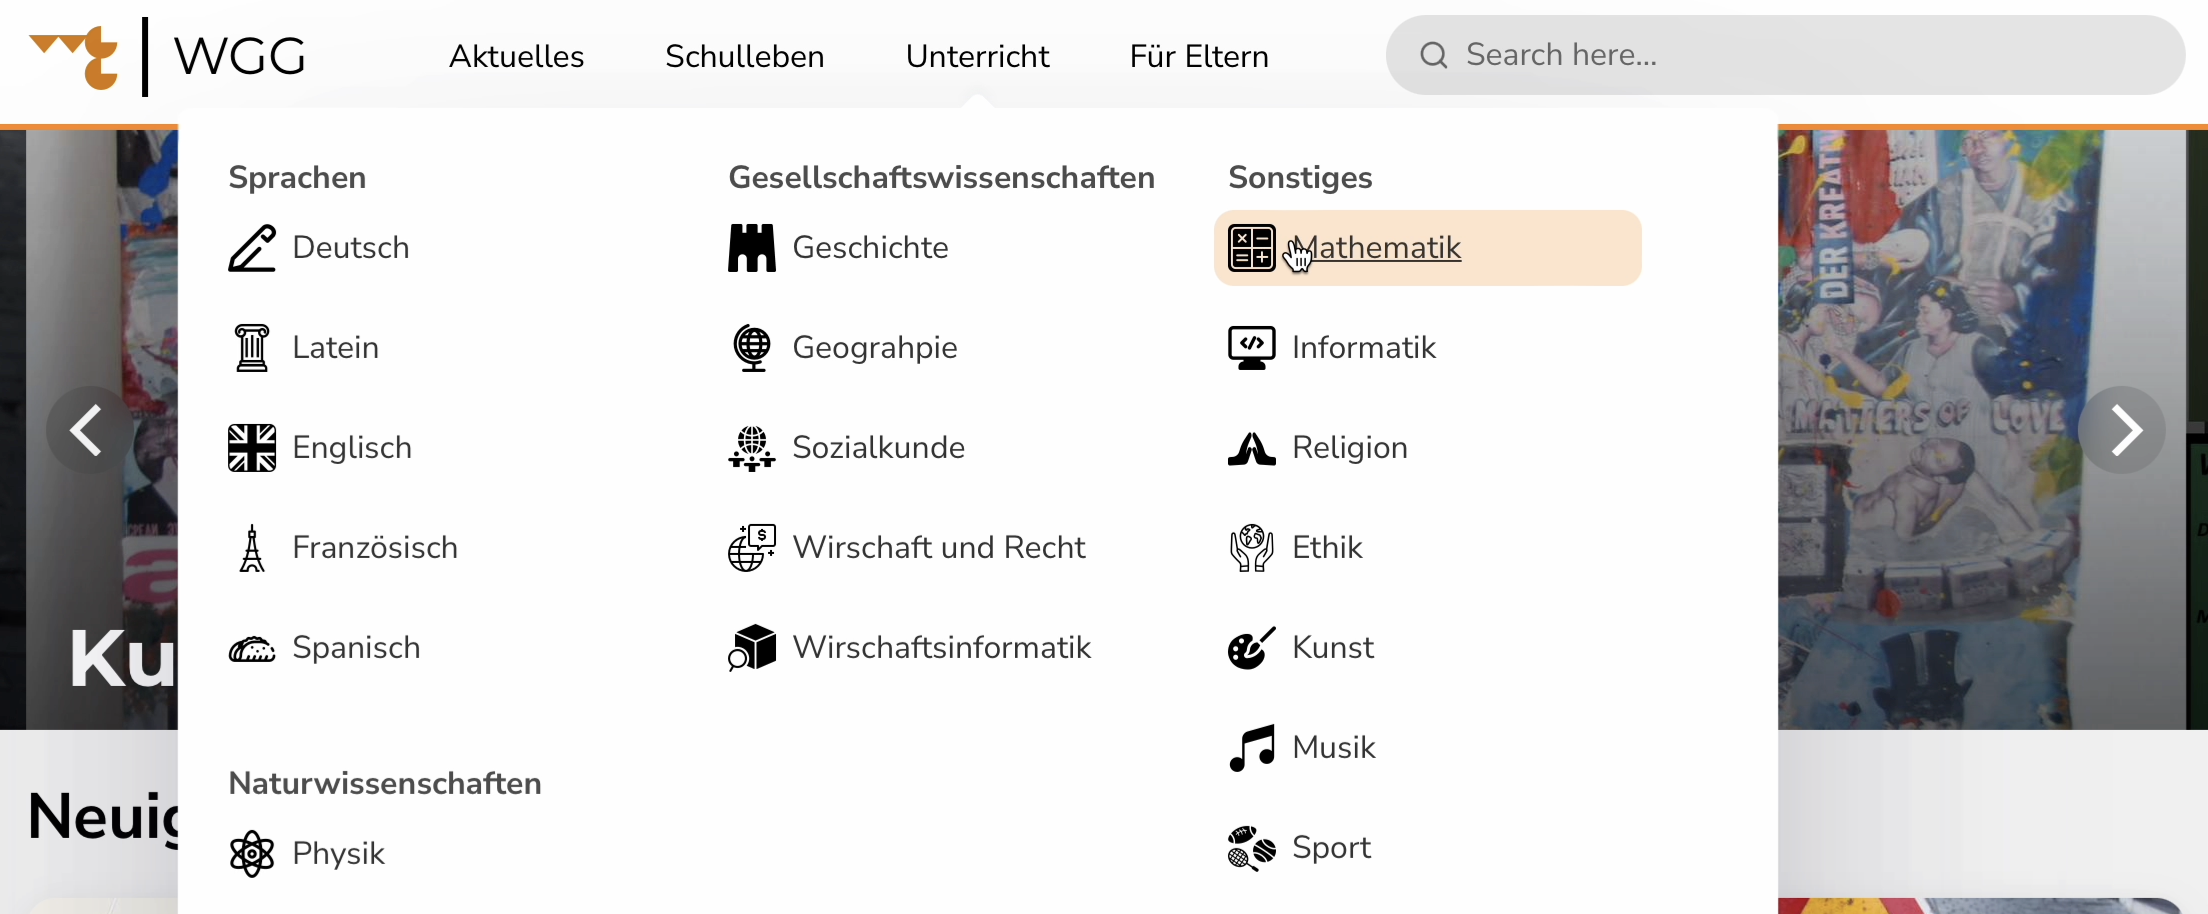 WGG
Aktuelles
Schulleben
Unterricht
Für Eltern
Search here...
Sprachen
Deutsch
Latein
Englisch
Französisch
Spanisch
Naturwissenschaften
Physik
Gesellschaftswissenschaften
Geschichte
Geograhpie
Sozialkunde
Wirschaft und Recht
Wirschaftsinformatik
Sonstiges
Mathematik
Informatik
Religion
Ethik
Kunst
Musik
Sport
Ku
Neuig
DER KREATIV
MATTERS OF LOVE